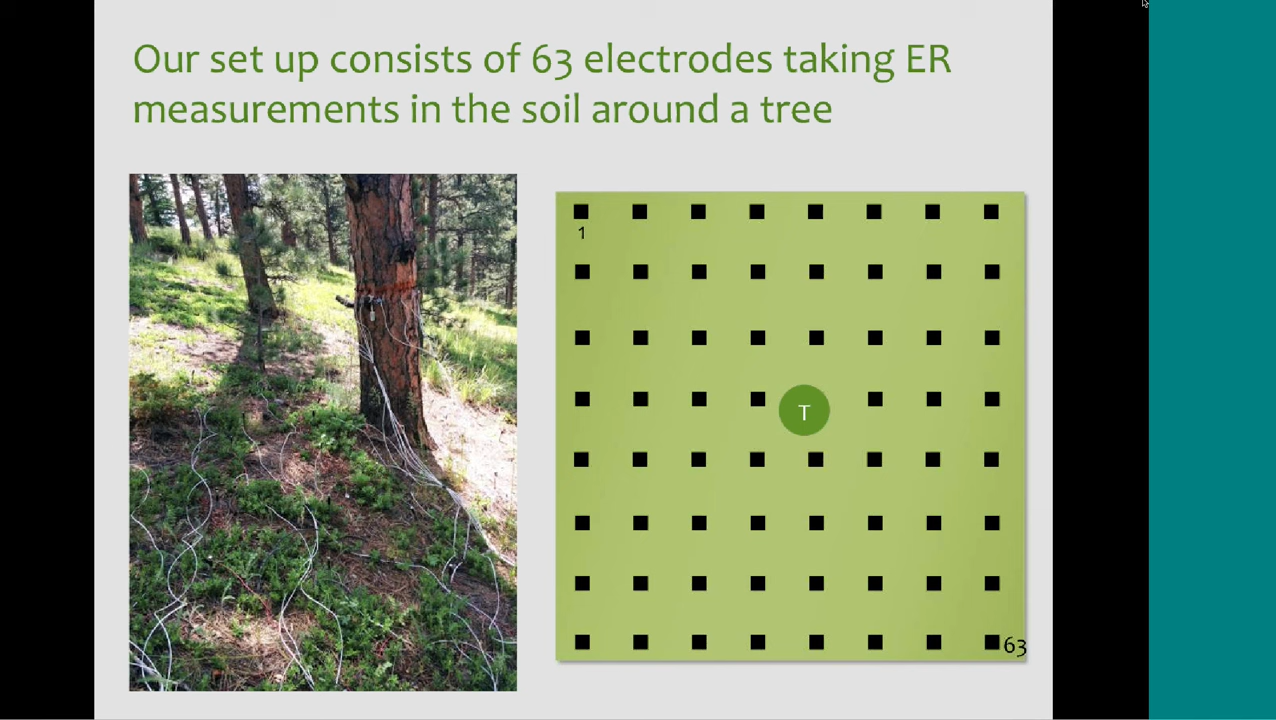 Our set up consists of 63 electrodes taking ER
measurements in the soil around a tree
1
T
63